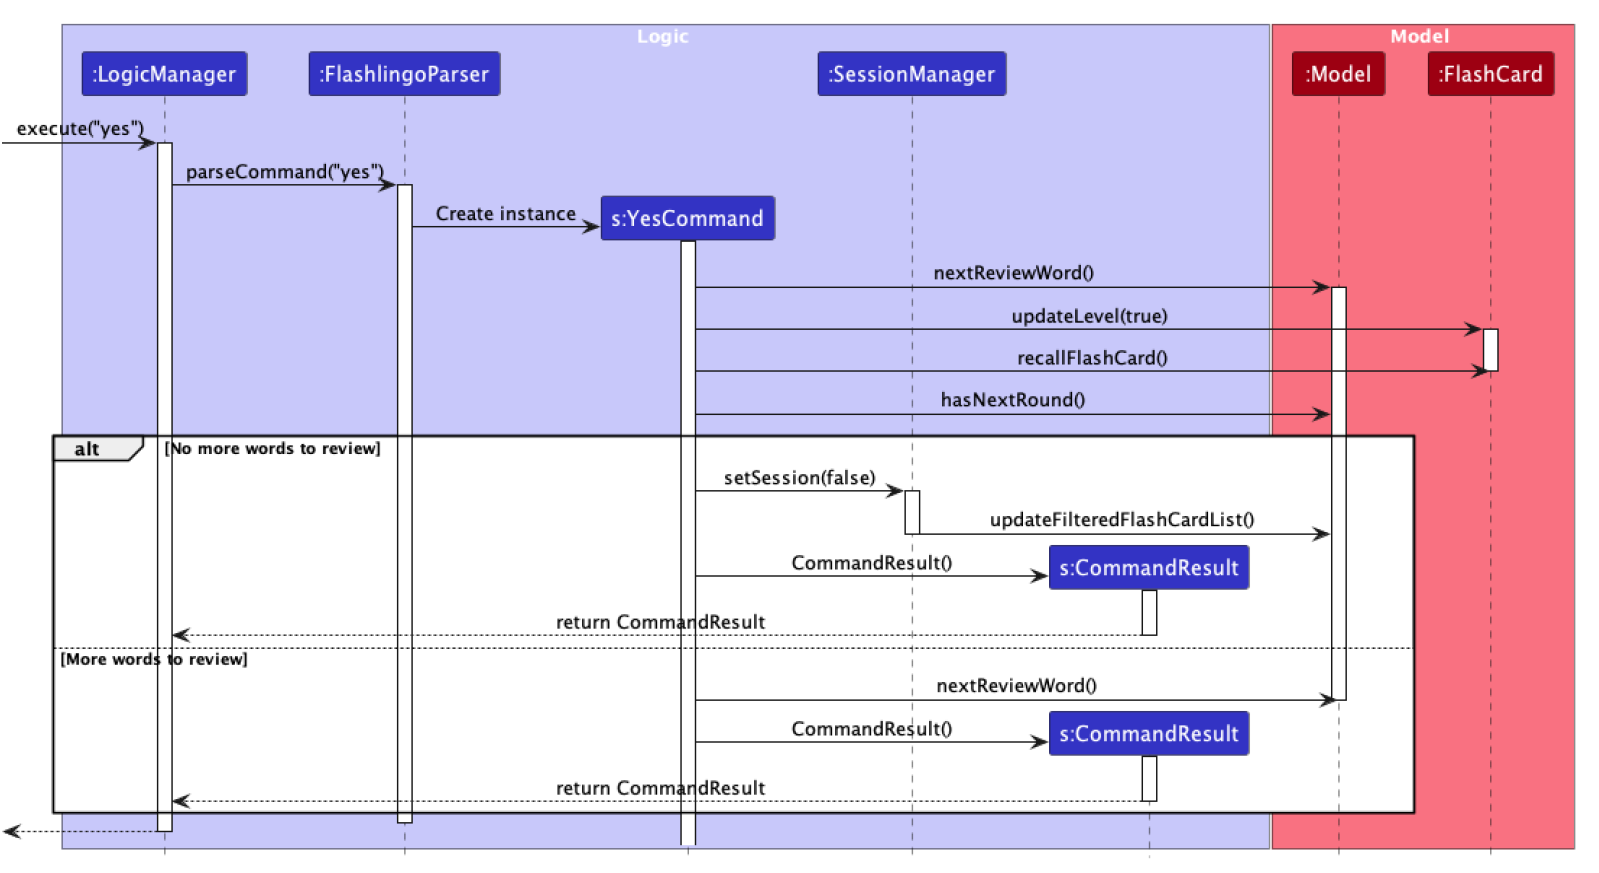 Logic
Model
:LogicManager
:FlashlingoParser
:SessionManager
:Model
:FlashCard
execute("yes")
parseCommand("yes")
Create instance
s:YesCommand
nextReviewWord()
updateLevel(true)
recallFlashCard()
hasNextRound()
alt
[No more words to review]
setSession(false)
updateFilteredFlashCardList()
CommandResult()
s:CommandResult
return CommandResult
[More words to review]
nextReviewWord()
CommandResult()
s:CommandResult
return CommandResult